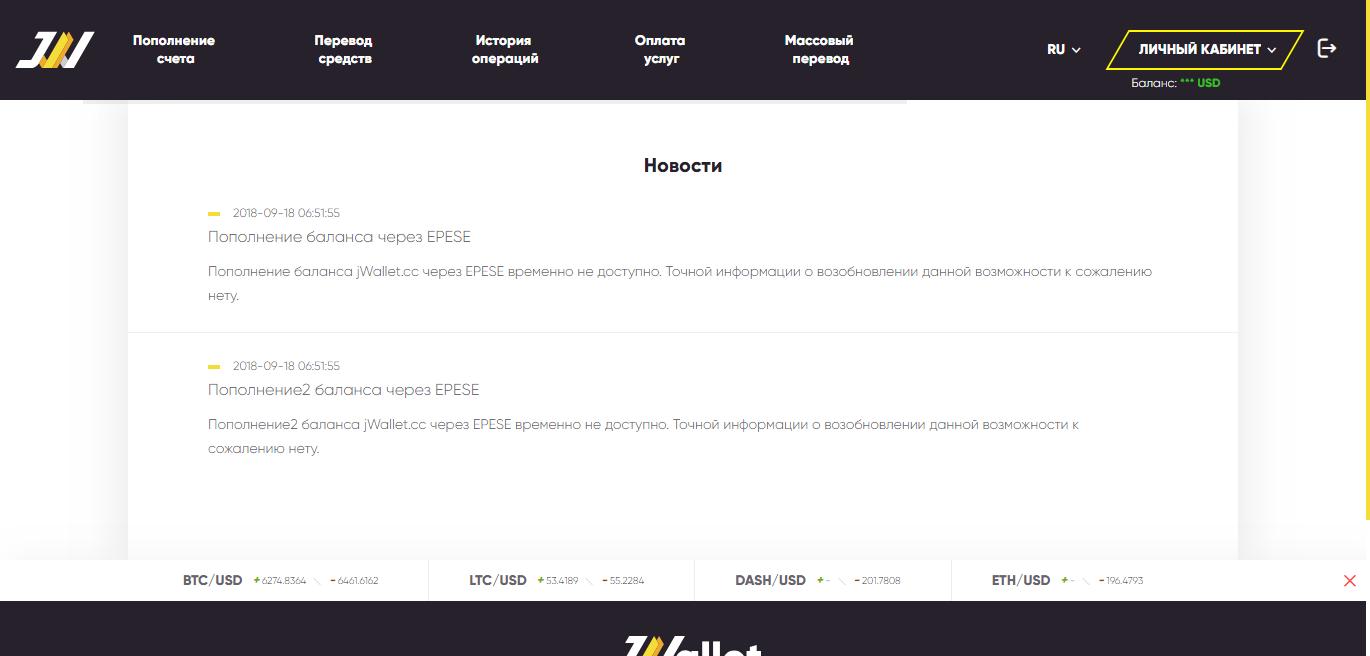 JW
Пополнение счета
Перевод средств
История операций
Оплата услуг
Массовый перевод
RU
ЛИЧНЫЙ КАБИНЕТ
Баланс: *** USD
Новости
2018-09-18 06:51:55
Пополнение баланса через EPESE
Пополнение баланса jWallet.cc через EPESE временно не доступно. Точной информации о возобновлении данной возможности к сожалению
нету.
2018-09-18 06:51:55
Пополнение2 баланса через EPESE
Пополнение2 баланса jWallet.cc через EPESE временно не доступно. Точной информации о возобновлении данной возможности к
сожалению нету.
BTC/USD + 6274.8364 - 6461.6162
LTC/USD + 53.4189 - 55.2284
DASH/USD + - - 201.7808
ETH/USD + - - 196.4793
JWallet